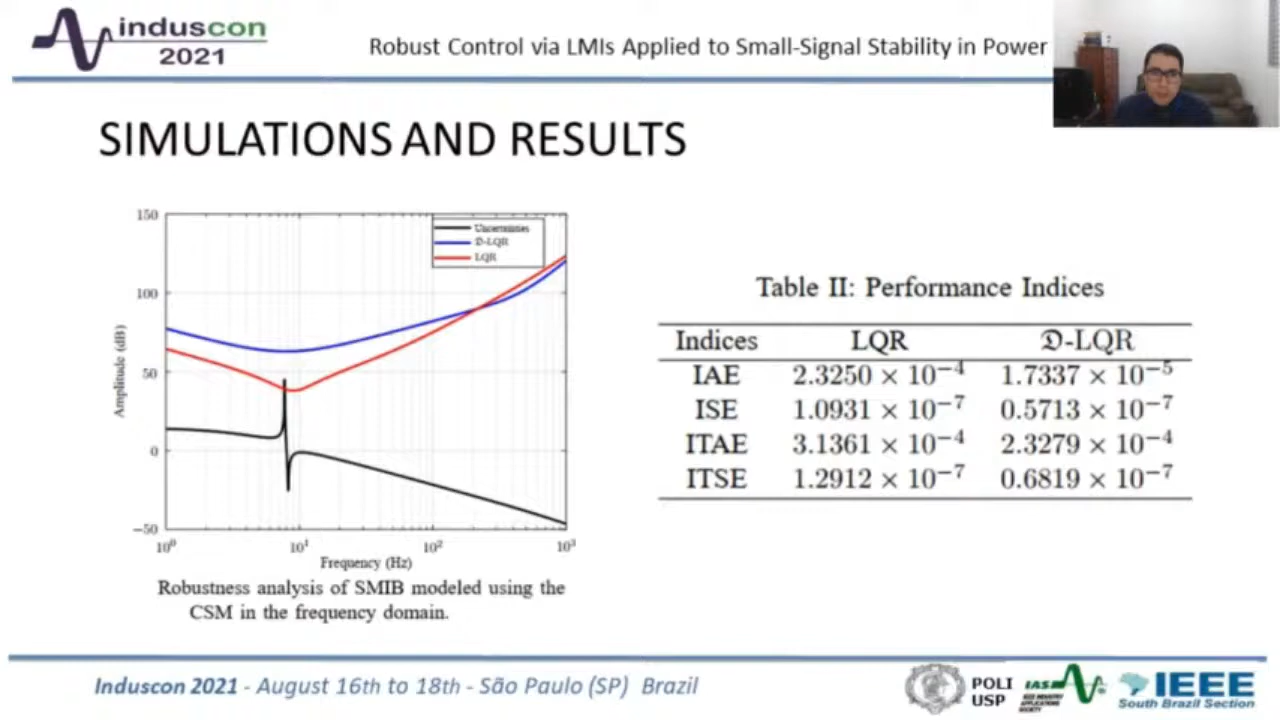 induscon
2021
Robust Control via LMIs Applied to Small-Signal Stability in Power
SIMULATIONS AND RESULTS
150
100
50
0
−50
Amplitude (dB)
Uncertainties
𝔇-LQR
LQR
10⁰ 10¹ 10² 10³
Frequency (Hz)
Robustness analysis of SMIB modeled using the
CSM in the frequency domain.
Table II: Performance Indices
Indices LQR 𝔇-LQR
IAE 2.3250 × 10⁻⁴ 1.7337 × 10⁻⁵
ISE 1.0931 × 10⁻⁷ 0.5713 × 10⁻⁷
ITAE 3.1361 × 10⁻⁴ 2.3279 × 10⁻⁴
ITSE 1.2912 × 10⁻⁷ 0.6819 × 10⁻⁷
Induscon 2021 - August 16th to 18th - São Paulo (SP) Brazil
POLI
USP
IAS
IEEE INDUSTRY
APPLICATIONS
SOCIETY
IEEE
South Brazil Section